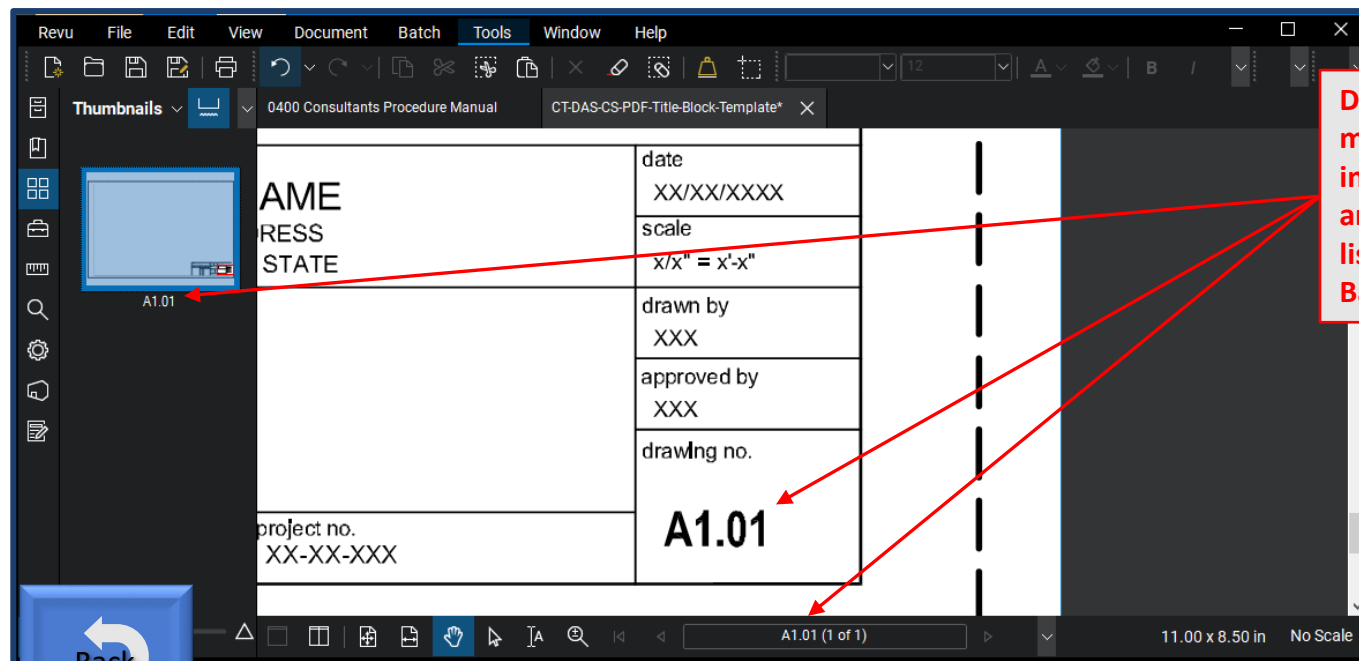 Revu File Edit View Document Batch Tools Window Help
12 A B I
Thumbnails 0400 Consultants Procedure Manual CT-DAS-CS-PDF-Title-Block-Template*
A1.01
AME
RESS
STATE
date
XX/XX/XXXX
scale
x/x" = x'-x"
drawn by
XXX
approved by
XXX
drawing no.
A1.01
project no.
XX-XX-XXX
A1.01 (1 of 1)
11.00 x 8.50 in No Scale
Back